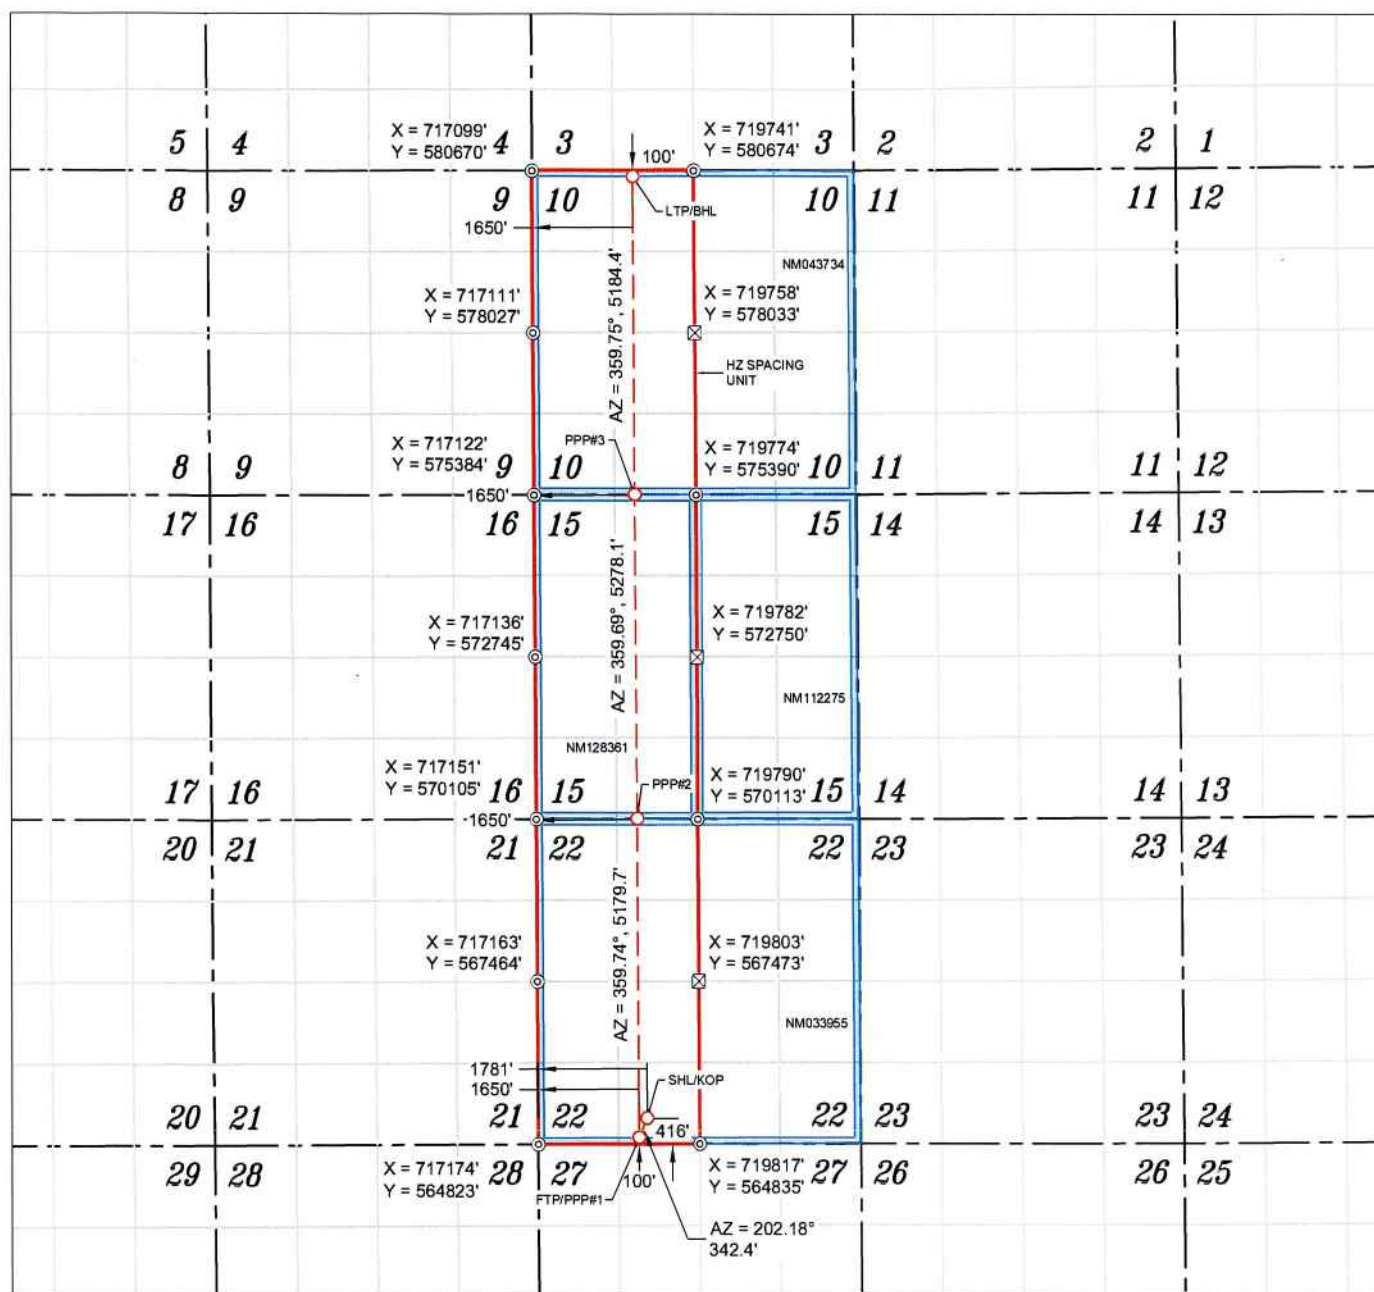 X = 717099'
Y = 580670'
X = 719741'
Y = 580674'
5 4
4 3
3 2
2 1
100'
8 9
9 10
10 11
11 12
LTP/BHL
1650'
NM043734
AZ = 359.75°, 5184.4'
X = 717111'
Y = 578027'
X = 719758'
Y = 578033'
HZ SPACING
UNIT
X = 717122'
Y = 575384'
PPP#3
X = 719774'
Y = 575390'
8 9
9 10
10 11
11 12
1650'
17 16
16 15
15 14
14 13
AZ = 359.69°, 5278.1'
X = 717136'
Y = 572745'
X = 719782'
Y = 572750'
NM112275
NM128361
X = 717151'
Y = 570105'
PPP#2
X = 719790'
Y = 570113'
17 16
16 15
15 14
14 13
1650'
20 21
21 22
22 23
23 24
AZ = 359.74°, 5179.7'
X = 717163'
Y = 567464'
X = 719803'
Y = 567473'
NM033955
1781'
1650'
SHL/KOP
20 21
21 22
22 23
23 24
416'
X = 717174'
Y = 564823'
29 28
28 27
100'
X = 719817'
Y = 564835'
27 26
26 25
FTP/PPP#1
AZ = 202.18°
342.4'